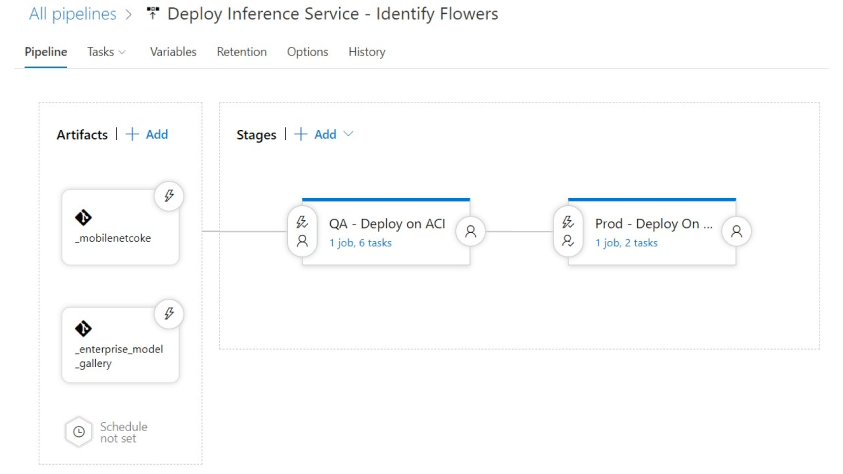 All pipelines > Deploy Inference Service - Identify Flowers
Pipeline Tasks Variables Retention Options History
Artifacts | + Add
Stages | + Add
_mobilenetcoke
QA - Deploy on ACI
1 job, 6 tasks
Prod - Deploy On ...
1 job, 2 tasks
_enterprise_model
_gallery
Schedule
not set